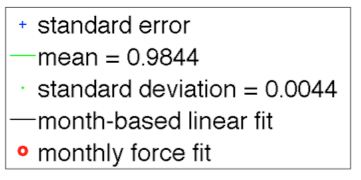 standard error
mean = 0.9844
standard deviation = 0.0044
month-based linear fit
monthly force fit